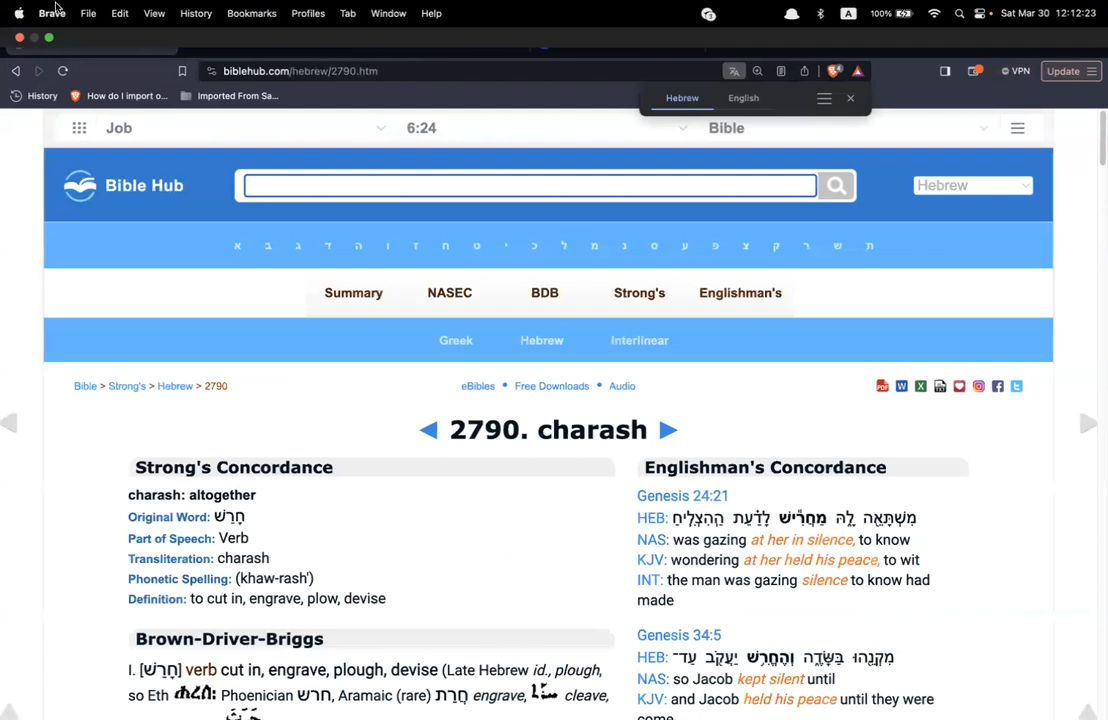 Brave File Edit View History Bookmarks Profiles Tab Window Help 3 A 100% Sat Mar 30 12:12:23
biblehub.com/hebrew/2790.htm VPN Update
History How do I import o... Imported From Sa...
Hebrew English
Job 6:24 Bible
Bible Hub Hebrew
א ב ג ד ה ו ז ח ט י כ ל מ נ ס ע פ צ ק ר ש ת
Summary NASEC BDB Strong's Englishman's
Greek Hebrew Interlinear
Bible > Strong's > Hebrew > 2790 eBibles • Free Downloads • Audio
◄ 2790. charash ►
Strong's Concordance
charash: altogether
Original Word: חָרַשׁ
Part of Speech: Verb
Transliteration: charash
Phonetic Spelling: (khaw-rash')
Definition: to cut in, engrave, plow, devise
Brown-Driver-Briggs
I. [חָרַשׁ] verb cut in, engrave, plough, devise (Late Hebrew id., plough,
so Eth ሐረሰ: Phoenician חרש, Aramaic (rare) חֲרַת engrave, cleave,
Englishman's Concordance
Genesis 24:21
HEB: מִשְׁתָּאֵ֖ה לָ֑הּ מַחֲרִ֕ישׁ לָדַ֗עַת הַֽהִצְלִ֧יחַ
NAS: was gazing at her in silence, to know
KJV: wondering at her held his peace, to wit
INT: the man was gazing silence to know had
made
Genesis 34:5
HEB: מִקְנֵ֖הוּ בַּשָּׂדֶ֑ה וְהֶחֱרִ֥שׁ יַעֲקֹ֖ב עַד־
NAS: so Jacob kept silent until
KJV: and Jacob held his peace until they were
come